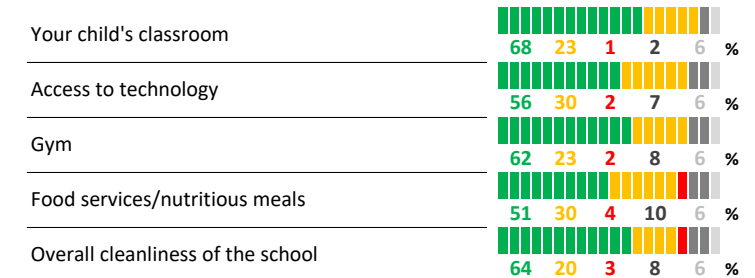 Your child's classroom
68 23 1 2 6 %
Access to technology
56 30 2 7 6 %
Gym
62 23 2 8 6 %
Food services/nutritious meals
51 30 4 10 6 %
Overall cleanliness of the school
64 20 3 8 6 %